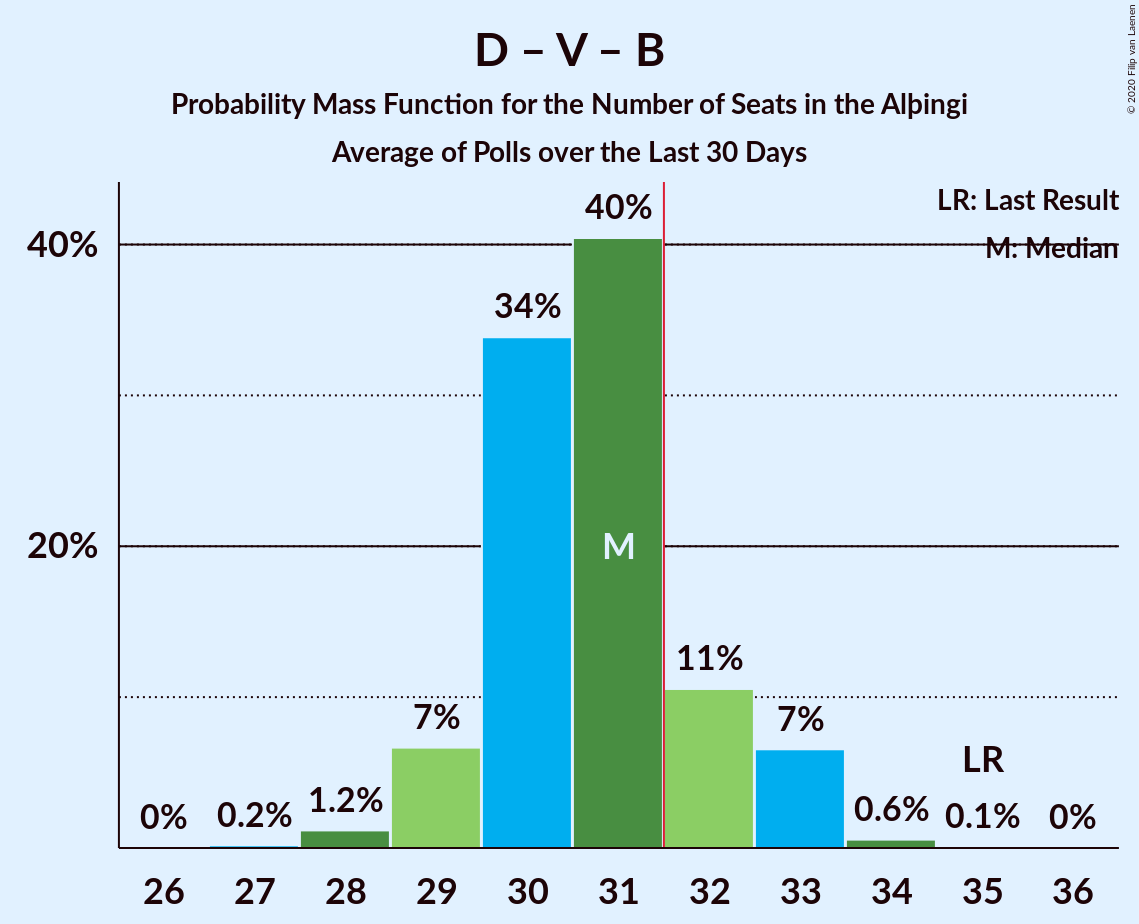 D – V – B
Probability Mass Function for the Number of Seats in the Alþingi
Average of Polls over the Last 30 Days
© 2020 Filip van Laenen
LR: Last Result
M: Median
40%
20%
0%
0.2%
1.2%
7%
34%
40%
M
11%
7%
0.6%
LR
0.1%
0%
26 27 28 29 30 31 32 33 34 35 36